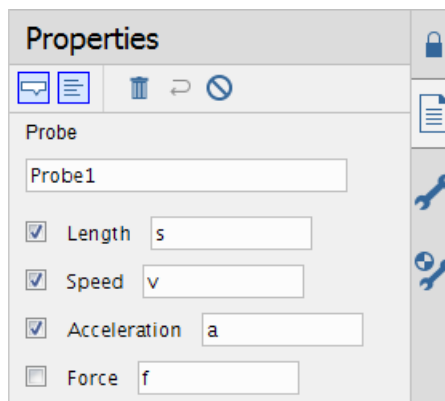 Properties
Probe
Probe1
Length s
Speed v
Acceleration a
Force f